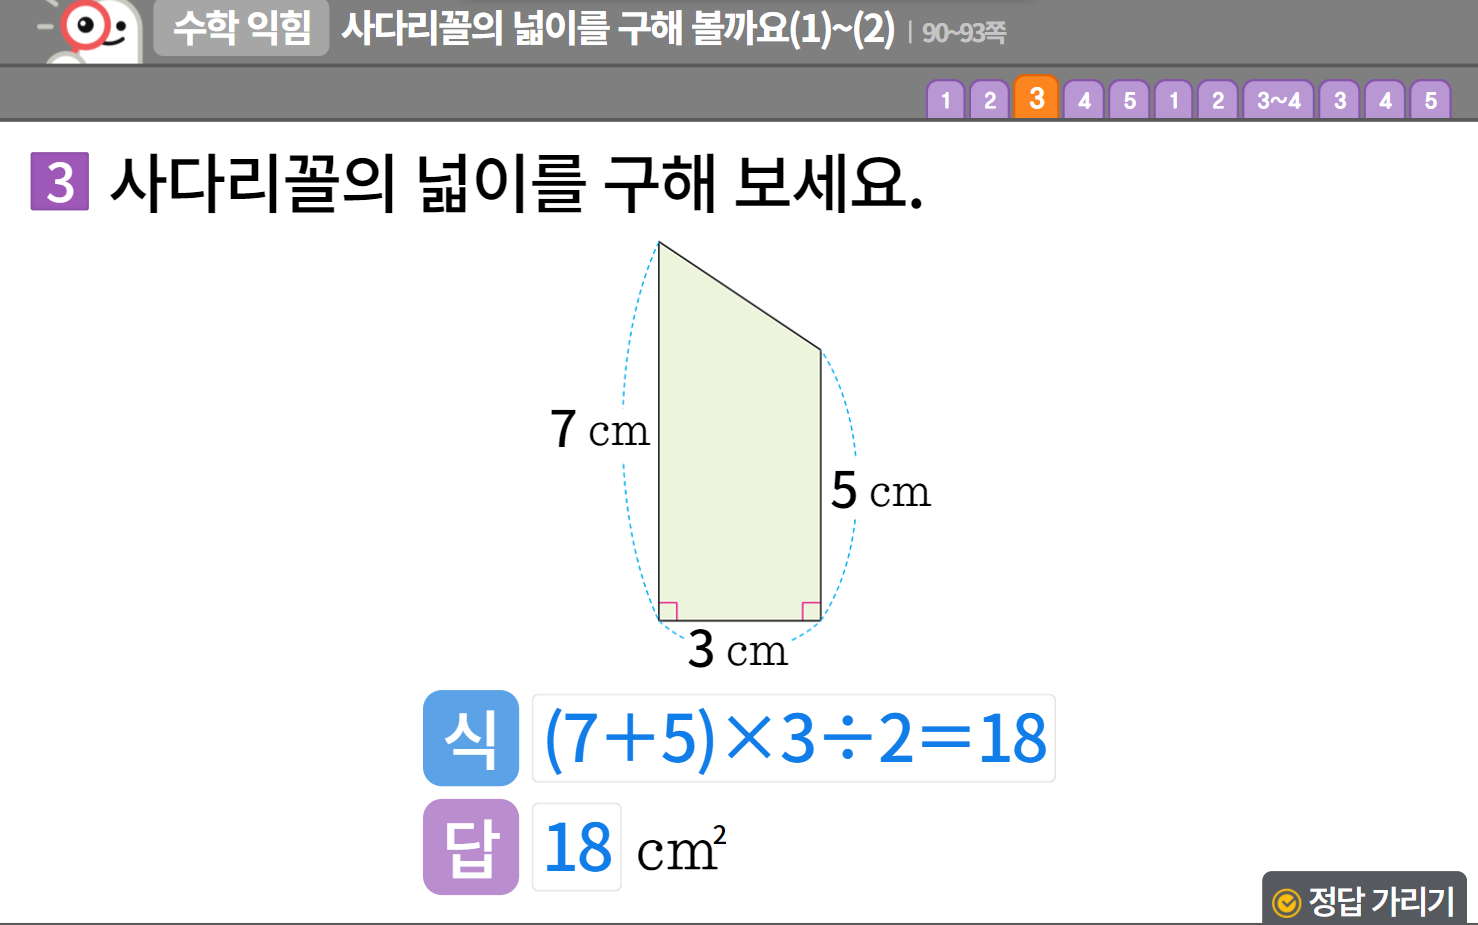 수학 익힘 사다리꼴의 넓이를 구해 볼까요(1)~(2) | 90~93쪽
1 2 3 4 5 1 2 3~4 3 4 5
3 사다리꼴의 넓이를 구해 보세요.
7 cm
5 cm
3 cm
식 (7+5)×3÷2=18
답 18 cm²
정답 가리기